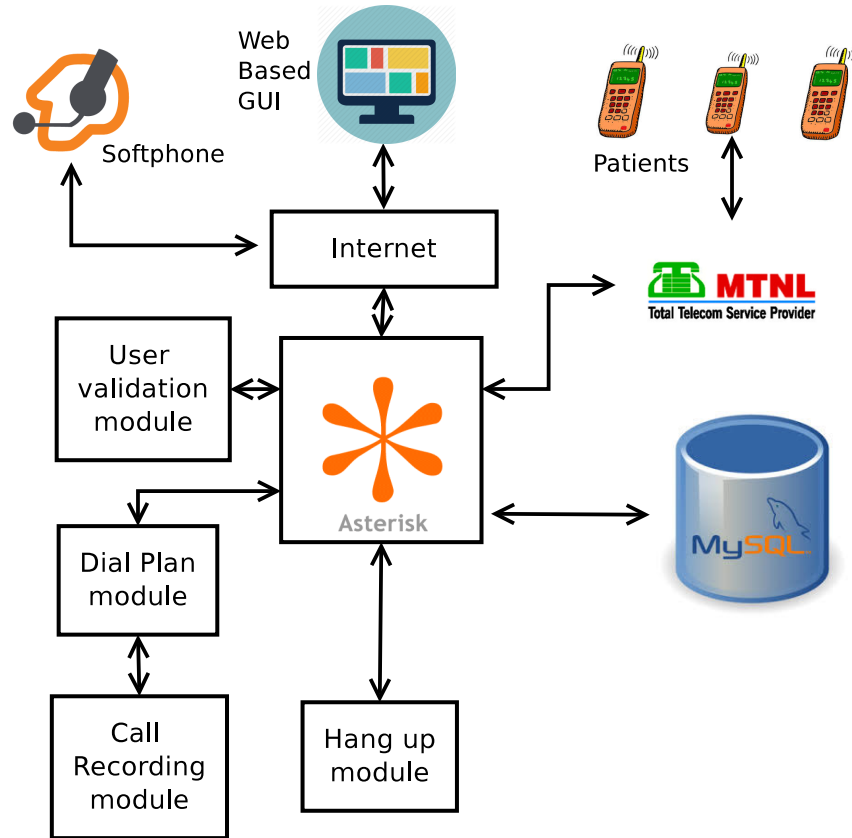 Web
Based
GUI
Softphone
Patients
Internet
MTNL
Total Telecom Service Provider
User
validation
module
Asterisk
MySQL
Dial Plan
module
Call
Recording
module
Hang up
module